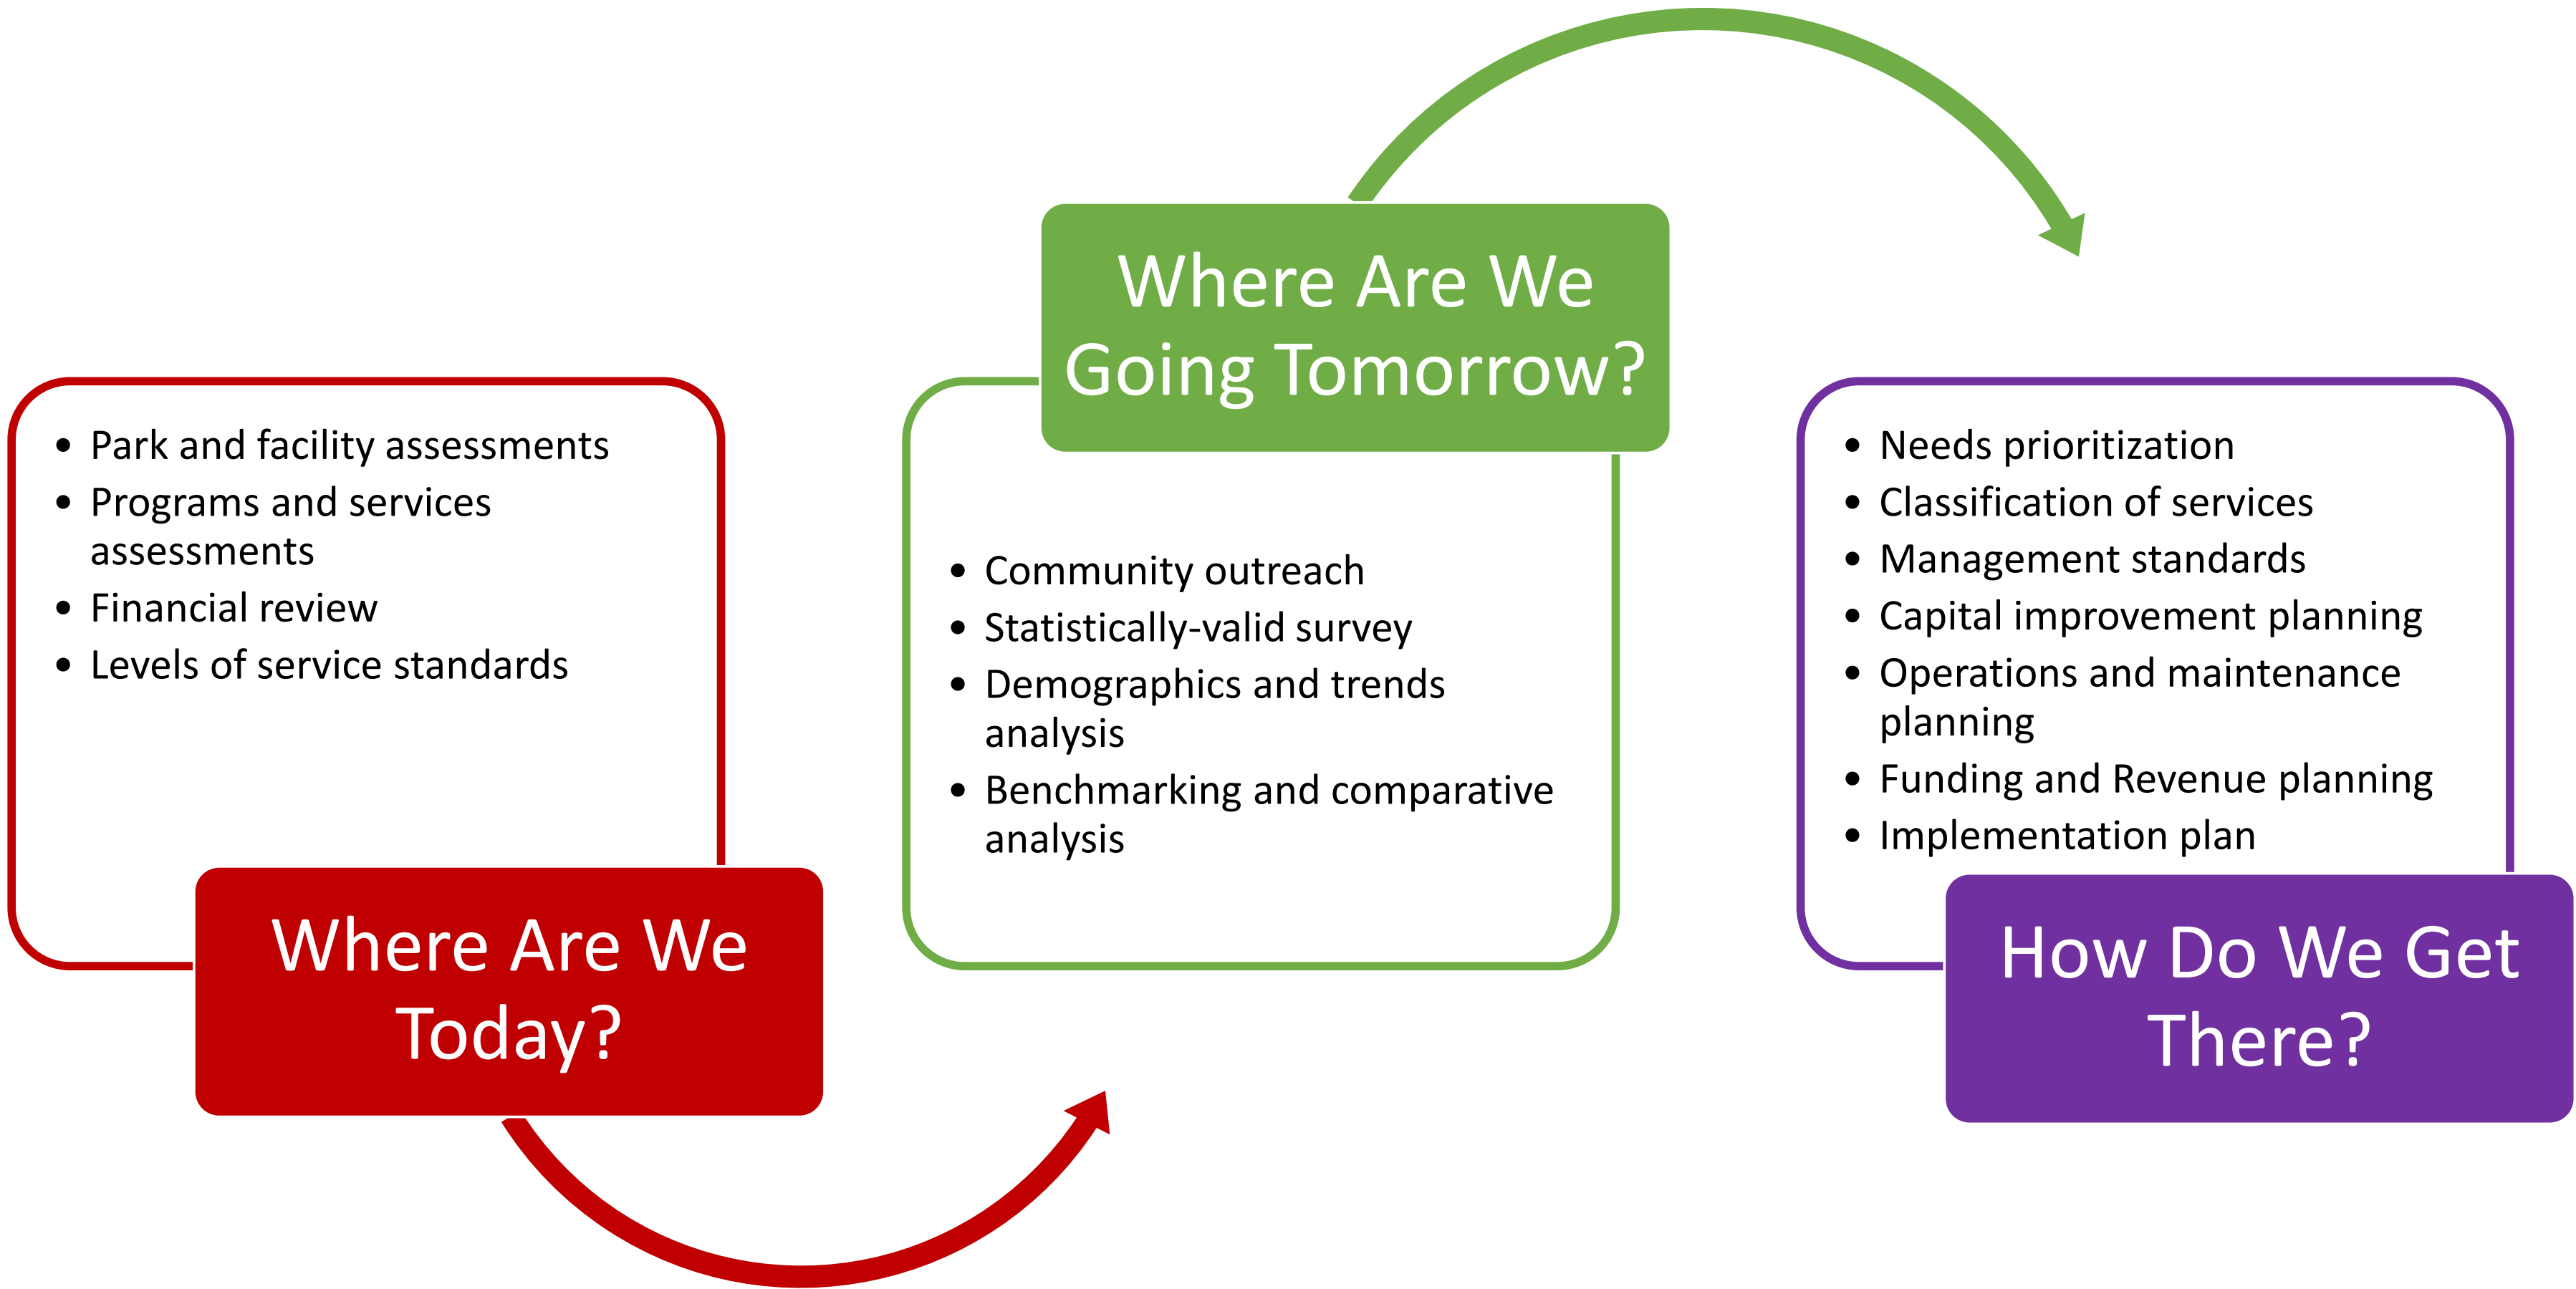 • Park and facility assessments
• Programs and services
assessments
• Financial review
• Levels of service standards
Where Are We
Today?
Where Are We
Going Tomorrow?
• Community outreach
• Statistically-valid survey
• Demographics and trends
analysis
• Benchmarking and comparative
analysis
• Needs prioritization
• Classification of services
• Management standards
• Capital improvement planning
• Operations and maintenance
planning
• Funding and Revenue planning
• Implementation plan
How Do We Get
There?